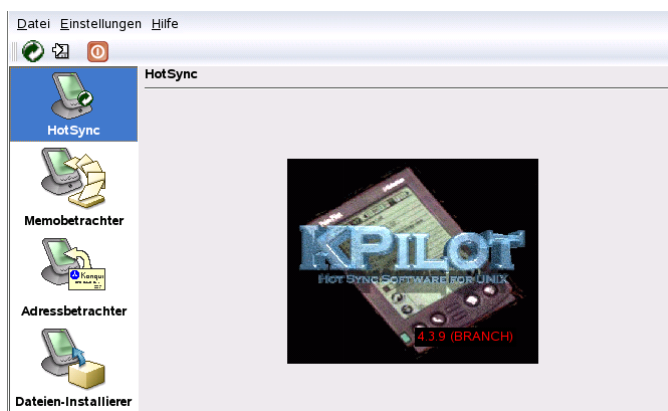 Datei Einstellungen Hilfe
HotSync
HotSync
Memobetrachter
Adressbetrachter
Dateien-Installierer
KPILOT
HOT SYNC SOFTWARE FOR UNIX
4.3.9 (BRANCH)